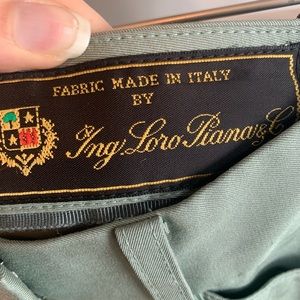 FABRIC MADE IN ITALY
BY
Ing. Loro Piana & C.